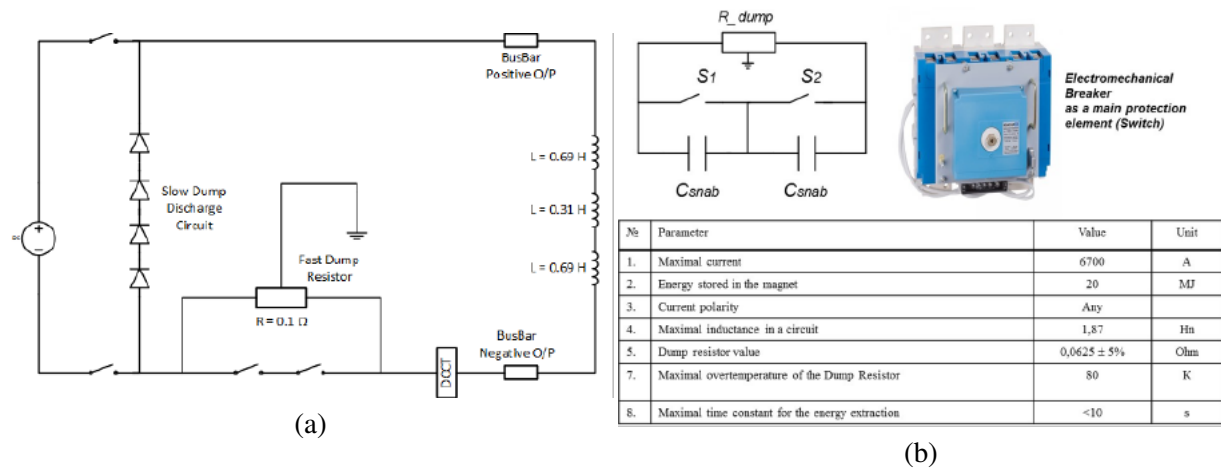 BusBar
Positive O/P
L = 0.69 H
Slow Dump
Discharge
Circuit
L = 0.31 H
Fast Dump
Resistor
L = 0.69 H
R = 0.1 Ω
BusBar
Negative O/P
DCCT
(a)
R_dump
S1
S2
Csnab
Csnab
Electromechanical
Breaker
as a main protection
element (Switch)
№ Parameter Value Unit
1. Maximal current 6700 A
2. Energy stored in the magnet 20 MJ
3. Current polarity Any
4. Maximal inductance in a circuit 1,87 Hn
5. Dump resistor value 0,0625 ± 5% Ohm
7. Maximal overtemperature of the Dump Resistor 80 K
8. Maximal time constant for the energy extraction <10 s
(b)